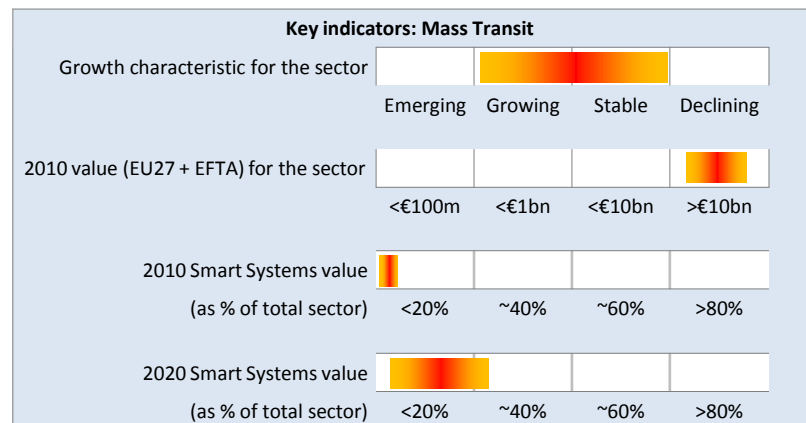 Key indicators: Mass Transit
Growth characteristic for the sector
Emerging Growing Stable Declining
2010 value (EU27 + EFTA) for the sector
<€100m <€1bn <€10bn >€10bn
2010 Smart Systems value
(as % of total sector) <20% ~40% ~60% >80%
2020 Smart Systems value
(as % of total sector) <20% ~40% ~60% >80%